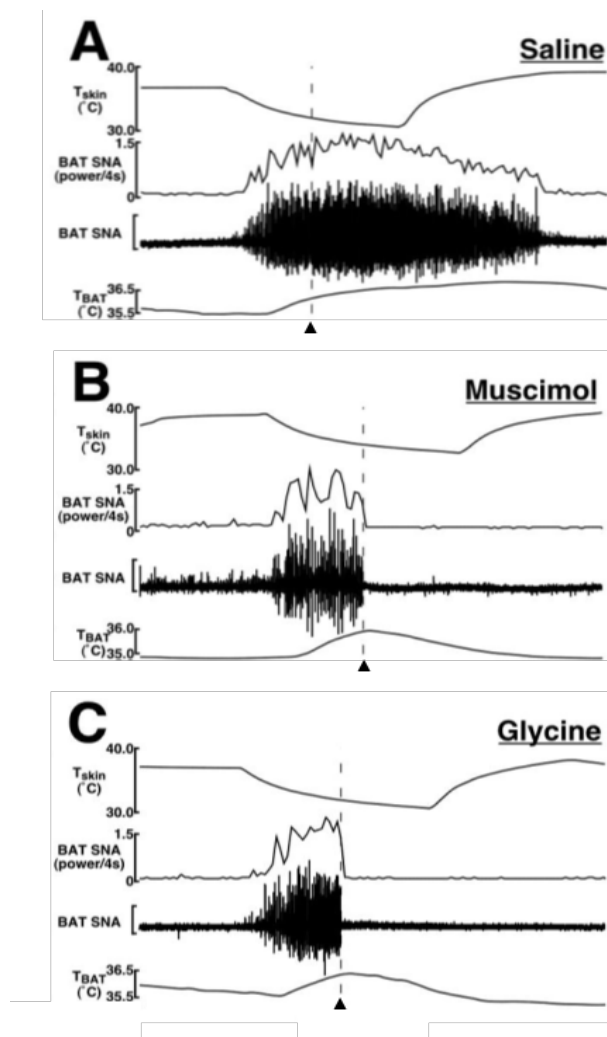 A
Saline
40.0
Tskin
(˚C)
30.0
1.5
BAT SNA
(power/4s)
0
BAT SNA
36.5
TBAT
(˚C)
35.5
B
Muscimol
40.0
Tskin
(˚C)
30.0
BAT SNA
1.5
(power/4s)
0
BAT SNA
36.0
TBAT
(˚C)
35.0
C
Glycine
40.0
Tskin
(˚C)
30.0
BAT SNA
1.5
(power/4s)
0
BAT SNA
36.5
TBAT
(˚C)
35.5